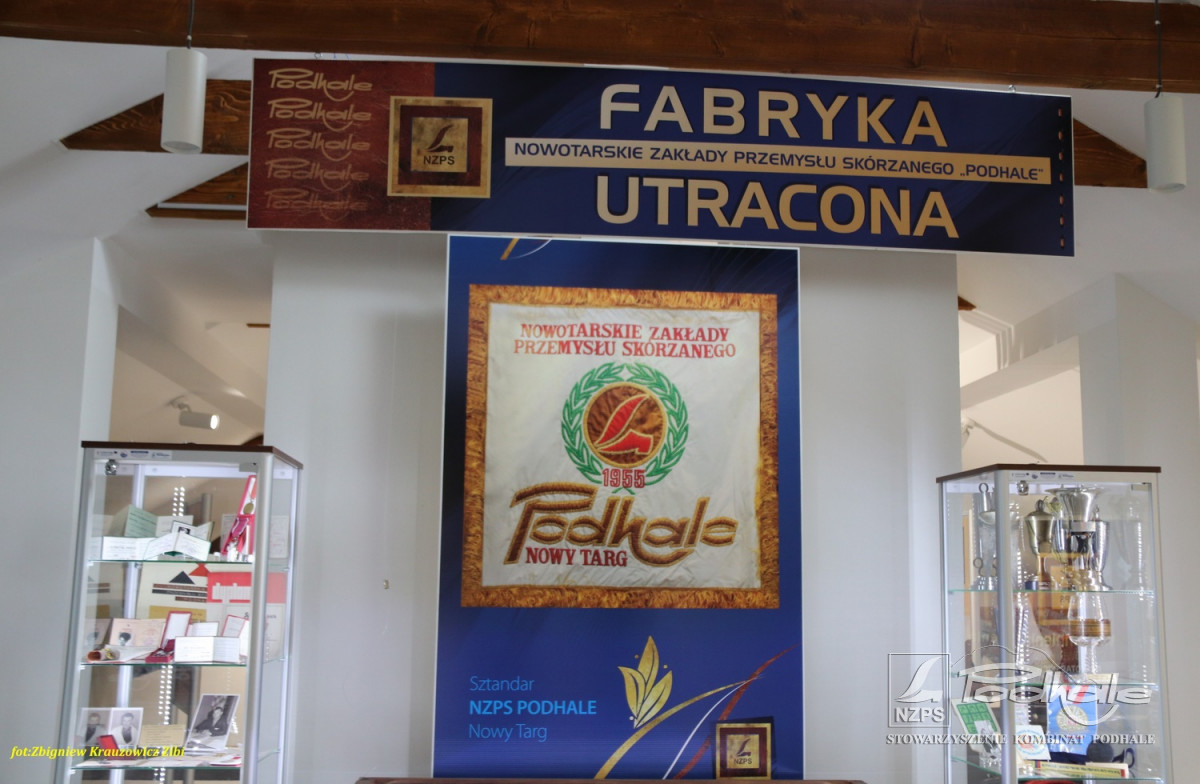 Podhale
Podhale
Podhale
Podhale
Podhale
NZPS
FABRYKA
NOWOTARSKIE ZAKŁADY PRZEMYSŁU SKÓRZANEGO „PODHALE"
UTRACONA
NOWOTARSKIE ZAKŁADY
PRZEMYSŁU SKÓRZANEGO
1955
Podhale
NOWY TARG
Sztandar
NZPS PODHALE
Nowy Targ
NZPS
fot:Zbigniew Krauzowicz Zibi
NZPS
Podhale
STOWARZYSZENIE KOMBINAT PODHALE